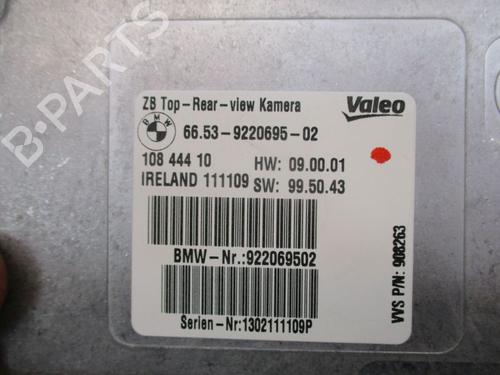 ZB Top-Rear-view Kamera
Valeo
BMW
66.53-9220695-02
108 444 10
HW: 09.00.01
IRELAND 111109
SW: 99.50.43
BMW-Nr.:922069502
Serien-Nr:1302111109P
VVS P/N: 908263
B-PARTS